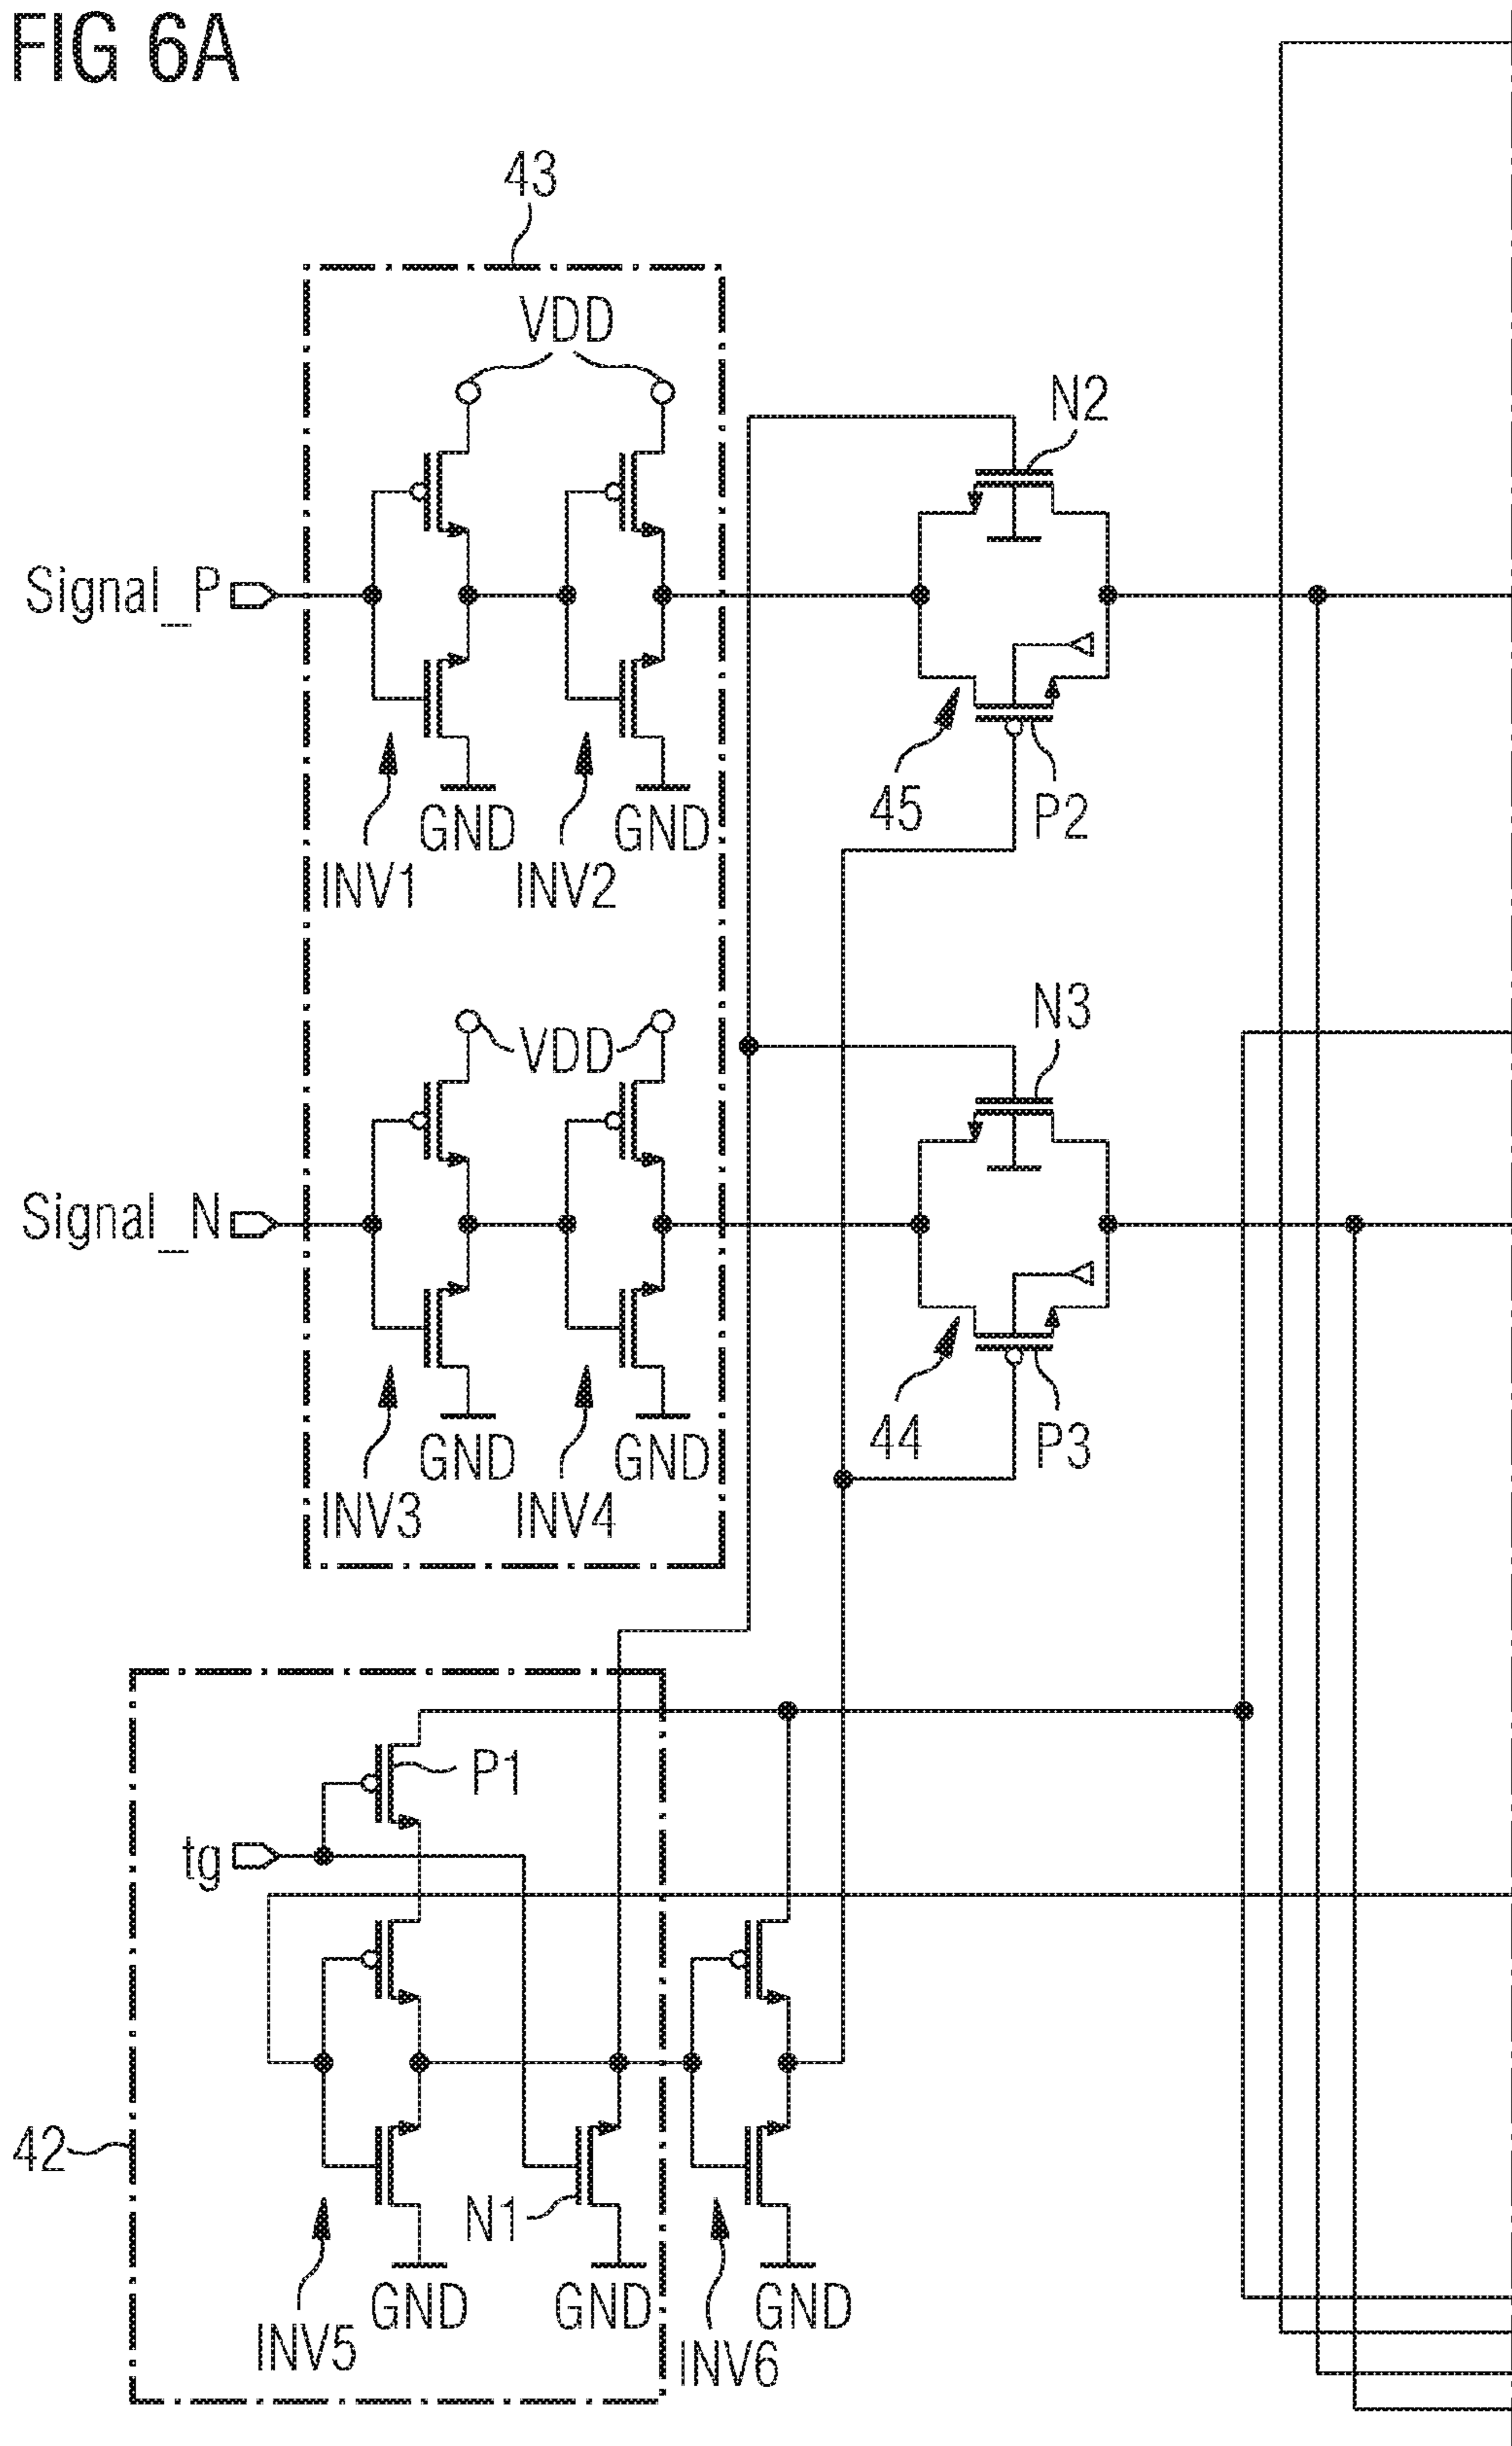 FIG 6A
43
VDD
N2
Signal_P
45
P2
GND
GND
INV1
INV2
N3
VDD
Signal_N
44
P3
GND
GND
INV3
INV4
P1
tg
42
N1
GND
GND
GND
INV5
INV6